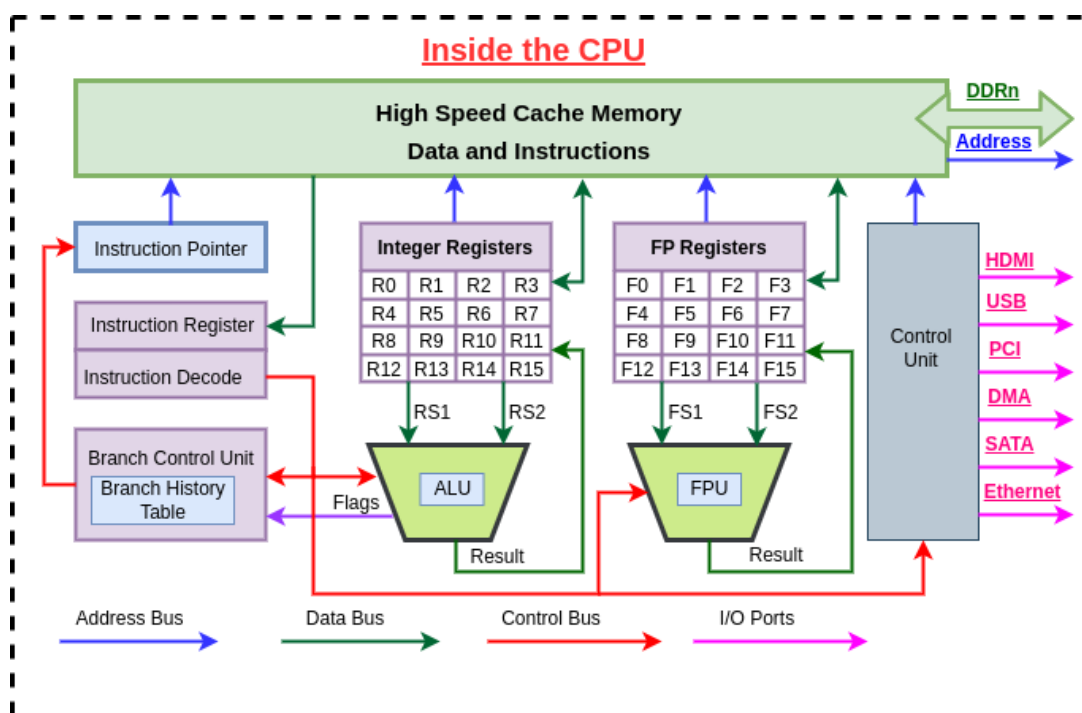 Inside the CPU
High Speed Cache Memory
Data and Instructions
DDRn
Address
Instruction Pointer
Instruction Register
Instruction Decode
Branch Control Unit
Branch History
Table
Integer Registers
R0 R1 R2 R3
R4 R5 R6 R7
R8 R9 R10 R11
R12 R13 R14 R15
RS1 RS2
ALU
Flags
Result
FP Registers
F0 F1 F2 F3
F4 F5 F6 F7
F8 F9 F10 F11
F12 F13 F14 F15
FS1 FS2
FPU
Result
Control
Unit
HDMI
USB
PCI
DMA
SATA
Ethernet
Address Bus
Data Bus
Control Bus
I/O Ports